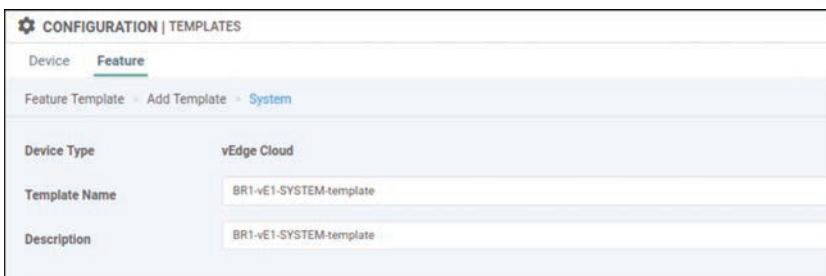 CONFIGURATION | TEMPLATES
Device Feature
Feature Template Add Template System
Device Type vEdge Cloud
Template Name BR1-vE1-SYSTEM-template
Description BR1-vE1-SYSTEM-template